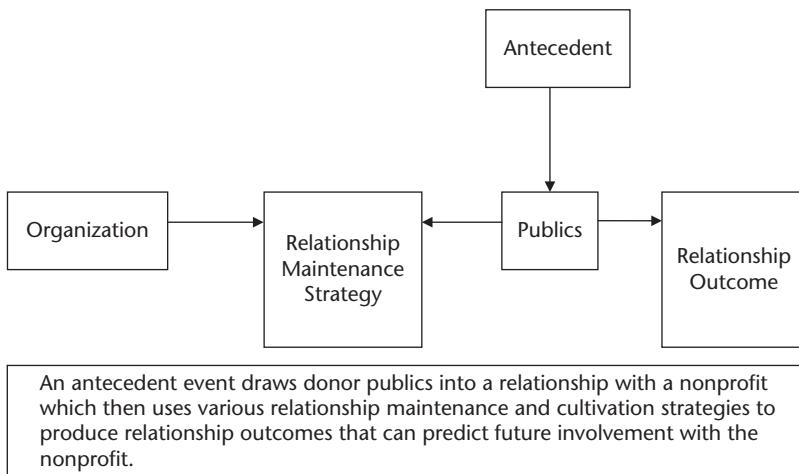 Antecedent
Organization
Relationship
Maintenance
Strategy
Publics
Relationship
Outcome
An antecedent event draws donor publics into a relationship with a nonprofit
which then uses various relationship maintenance and cultivation strategies to
produce relationship outcomes that can predict future involvement with the
nonprofit.